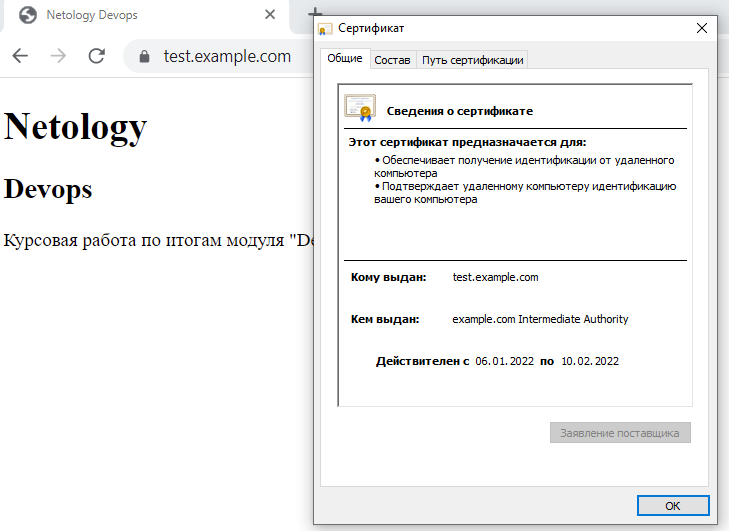 Netology Devops
test.example.com
Netology
Devops
Курсовая работа по итогам модуля "De
Сертификат
Общие
Состав
Путь сертификации
Сведения о сертификате
Этот сертификат предназначается для:
• Обеспечивает получение идентификации от удаленного
компьютера
• Подтверждает удаленному компьютеру идентификацию
вашего компьютера
Кому выдан: test.example.com
Кем выдан: example.com Intermediate Authority
Действителен с 06.01.2022 по 10.02.2022
Заявление поставщика
ОК